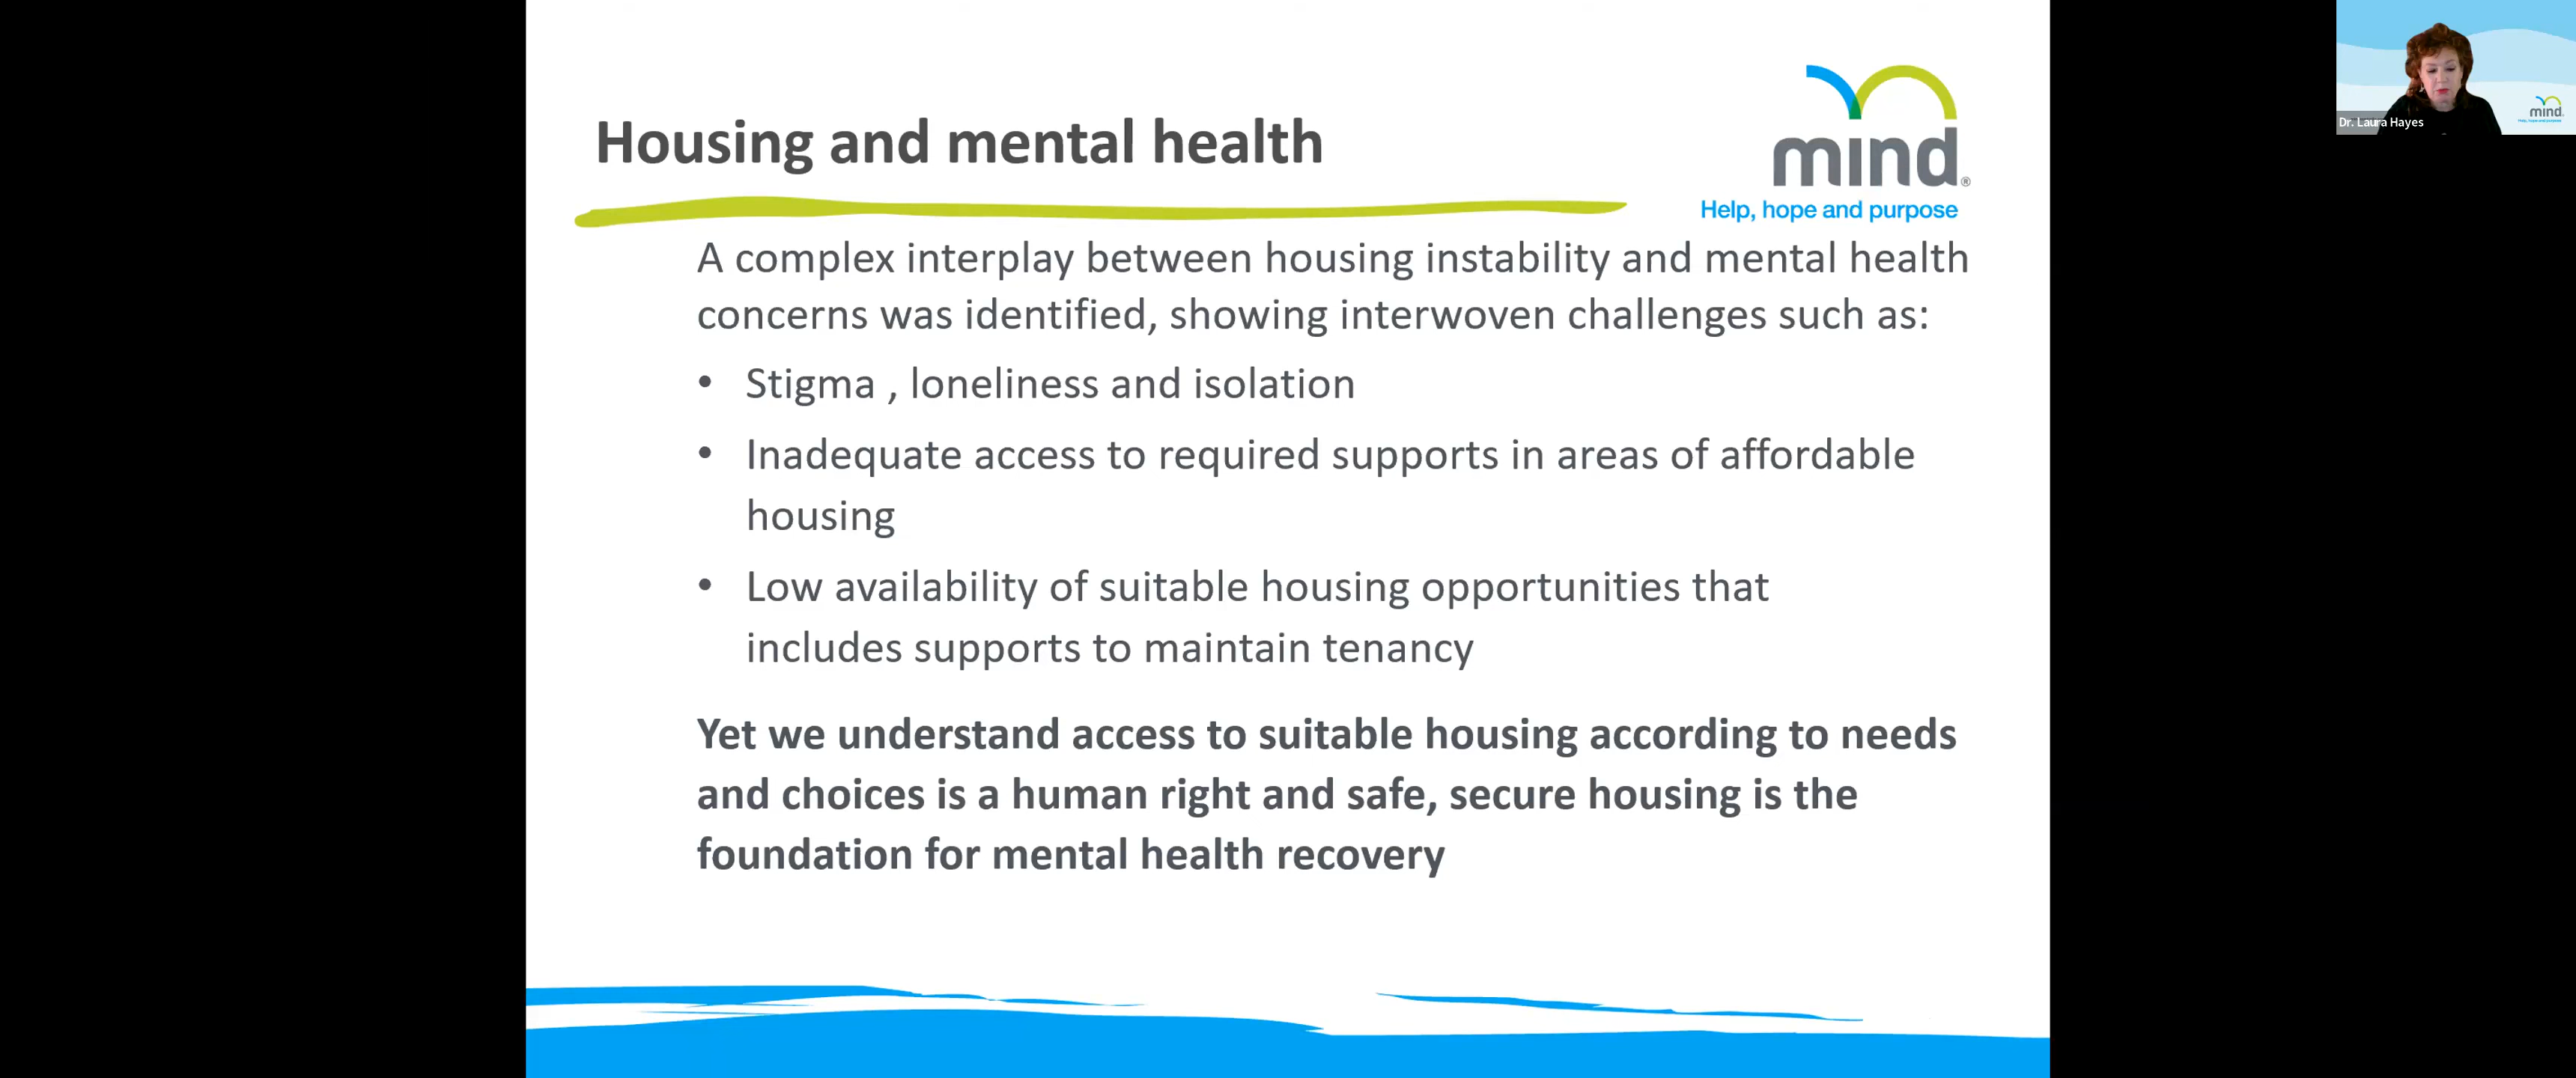 Housing and mental health
mind®
Help, hope and purpose
A complex interplay between housing instability and mental health
concerns was identified, showing interwoven challenges such as:
• Stigma , loneliness and isolation
• Inadequate access to required supports in areas of affordable
housing
• Low availability of suitable housing opportunities that
includes supports to maintain tenancy
Yet we understand access to suitable housing according to needs
and choices is a human right and safe, secure housing is the
foundation for mental health recovery
Dr. Laura Hayes
mind
Help, hope and purpose